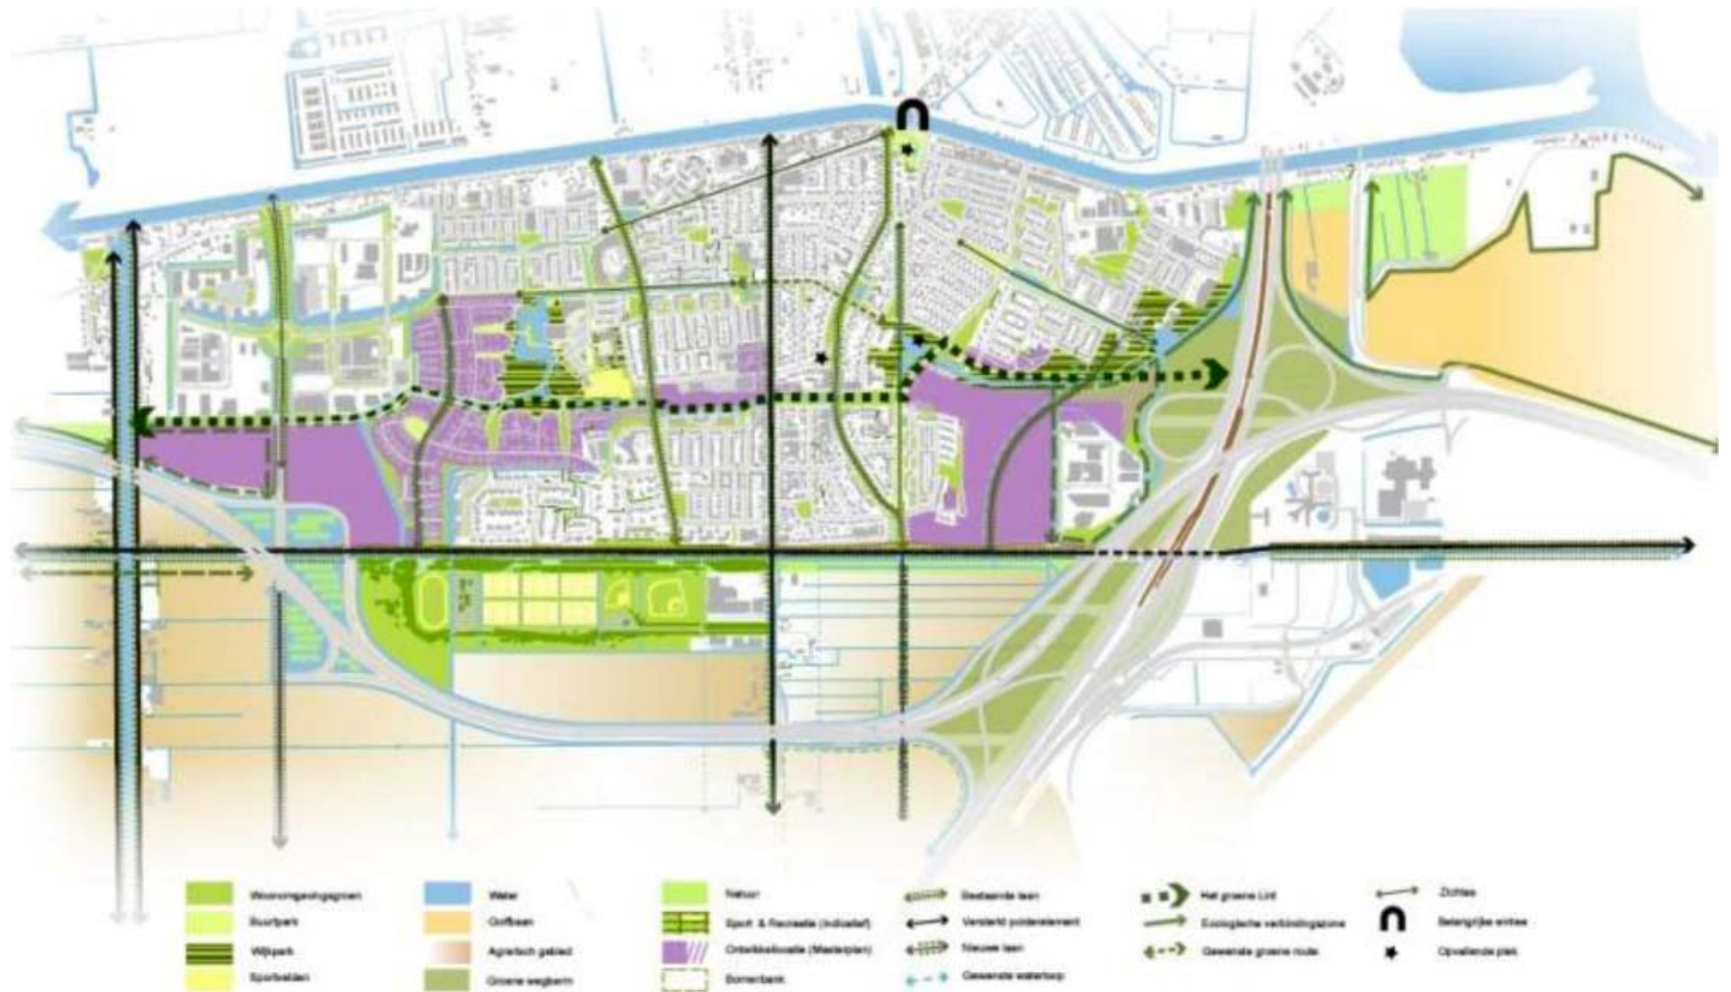 Woonomgevingsgroen
Buurtpark
Wijkpark
Sportvelden
Water
Golfbaan
Agrarisch gebied
Groene wegberm
Natuur
Sport & Recreatie (indicatief)
Ontwikkellocatie (Masterplan)
Bomenbank
Bestaande laan
Versterkt polderelement
Nieuwe laan
Gewenste waterloop
Het groene Lint
Ecologische verbindingszone
Gewenste groene route
Zichtas
Belangrijke entree
Opvallende plek